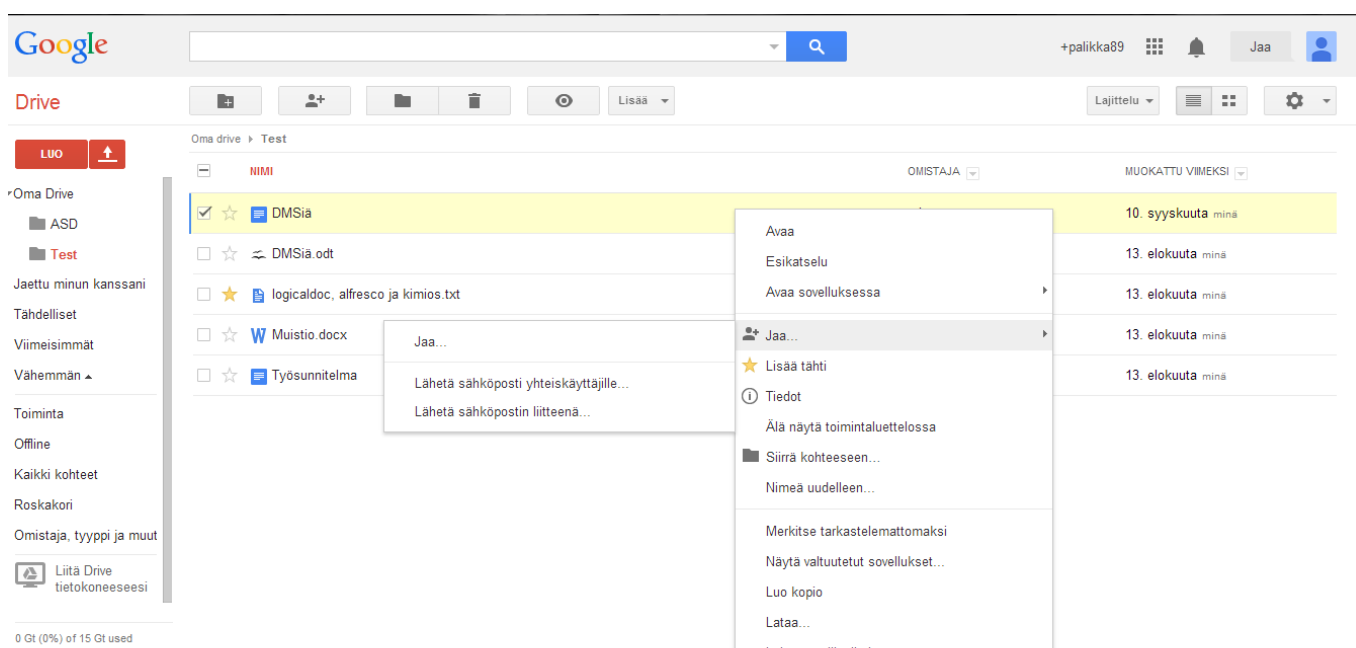 Google
+palikka89
Jaa
Drive
Lisää
Lajittelu
LUO
Oma drive ▸ Test
NIMI
OMISTAJA
MUOKATTU VIIMEKSI
Oma Drive
ASD
Test
Jaettu minun kanssani
Tähdelliset
Viimeisimmät
Vähemmän
Toiminta
Offline
Kaikki kohteet
Roskakori
Omistaja, tyyppi ja muut
Liitä Drive
tietokoneeseesi
0 Gt (0%) of 15 Gt used
DMSiä
10. syyskuuta minä
DMSiä.odt
13. elokuuta minä
logicaldoc, alfresco ja kimios.txt
13. elokuuta minä
Muistio.docx
13. elokuuta minä
Työsunnitelma
13. elokuuta minä
Jaa...
Lähetä sähköposti yhteiskäyttäjille...
Lähetä sähköpostin liitteenä...
Avaa
Esikatselu
Avaa sovelluksessa
Jaa...
Lisää tähti
Tiedot
Älä näytä toimintaluettelossa
Siirrä kohteeseen...
Nimeä uudelleen...
Merkitse tarkastelemattomaksi
Näytä valtuutetut sovellukset...
Luo kopio
Lataa...